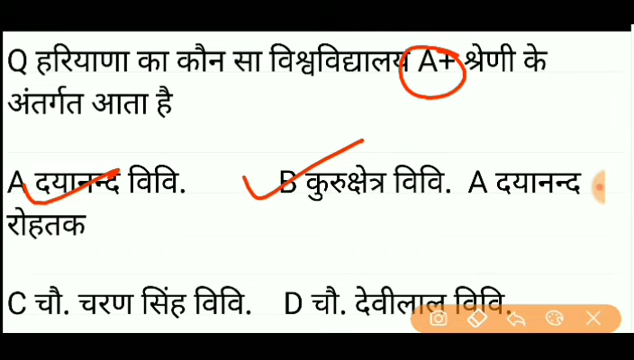 Q हरियाणा का कौन सा विश्वविद्यालय A+ श्रेणी के
अंतर्गत आता है
A दयानन्द विवि. B कुरुक्षेत्र विवि. A दयानन्द
रोहतक
C चौ. चरण सिंह विवि. D चौ. देवीलाल विवि.